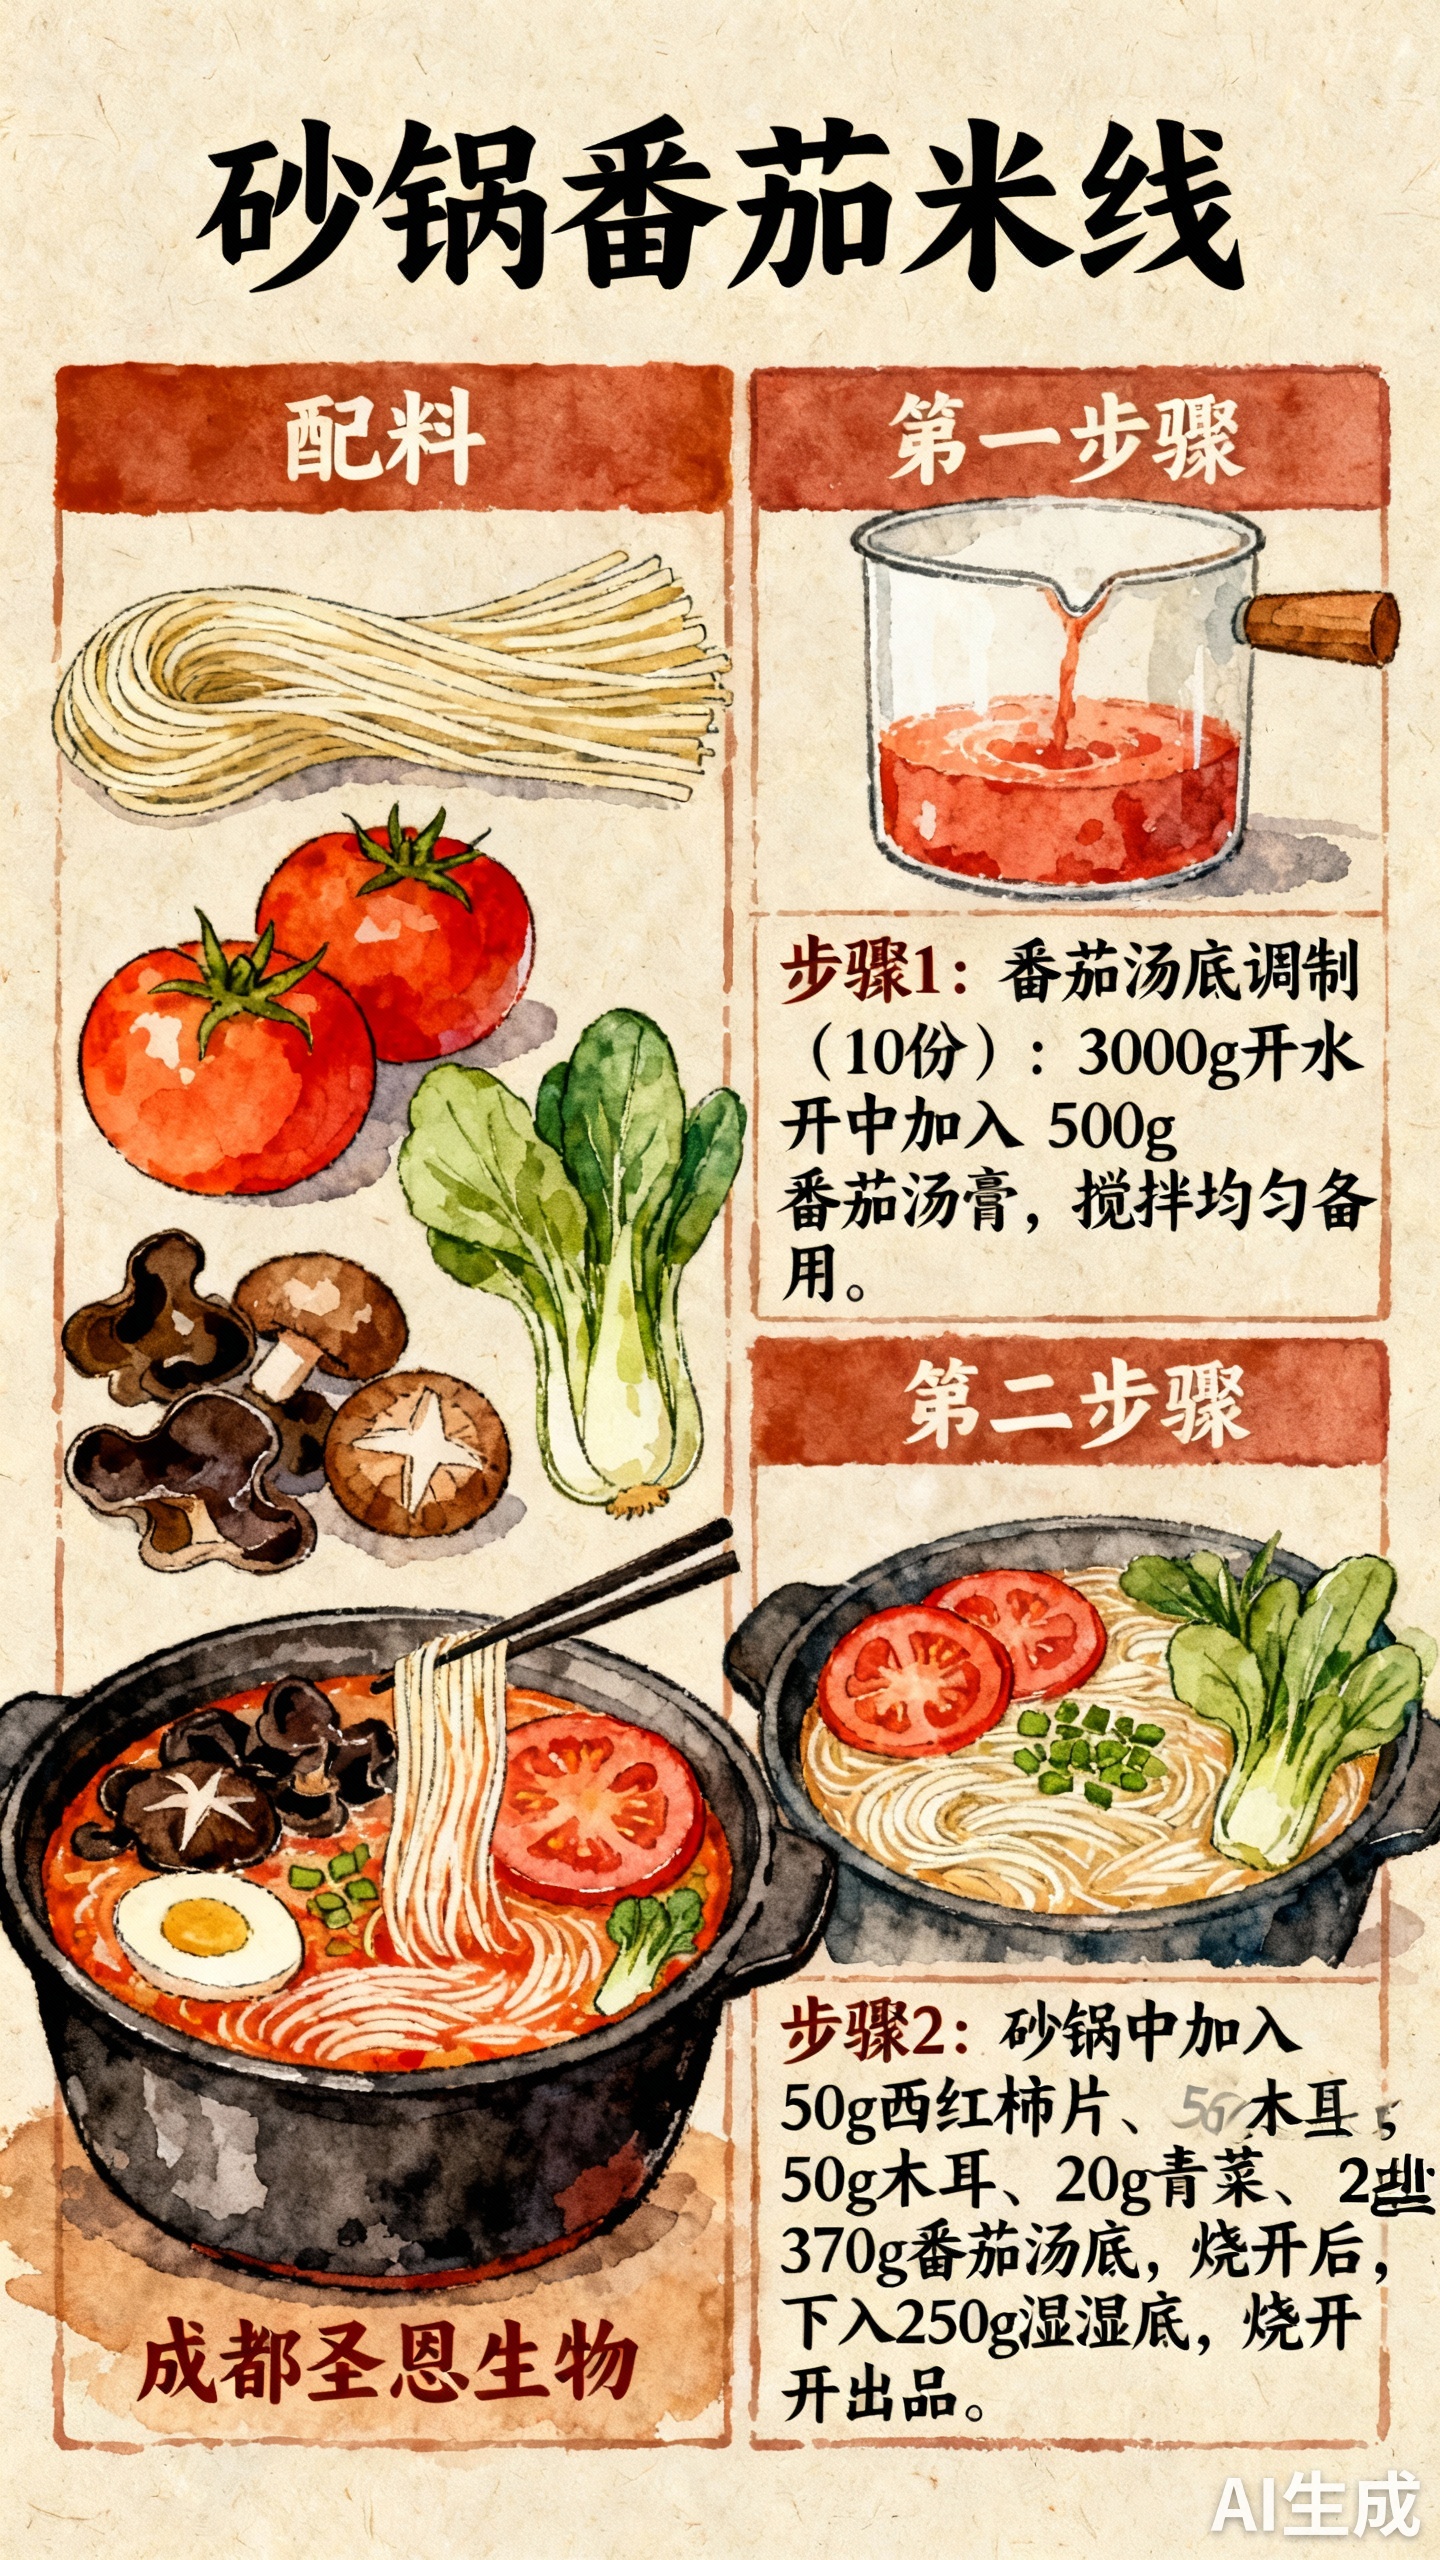 砂锅番茄米线
配料
成都圣恩生物
第一步骤
步骤1：番茄汤底调制
（10份）：3000g开水
开中加入 500g
番茄汤膏，搅拌均匀备
用。
第二步骤
步骤2：砂锅中加入
50g西红柿片、木耳
50g木耳、20g青菜、2
370g番茄汤底，烧开后，
下入250g湿湿底，烧开
开出品。
AI生成